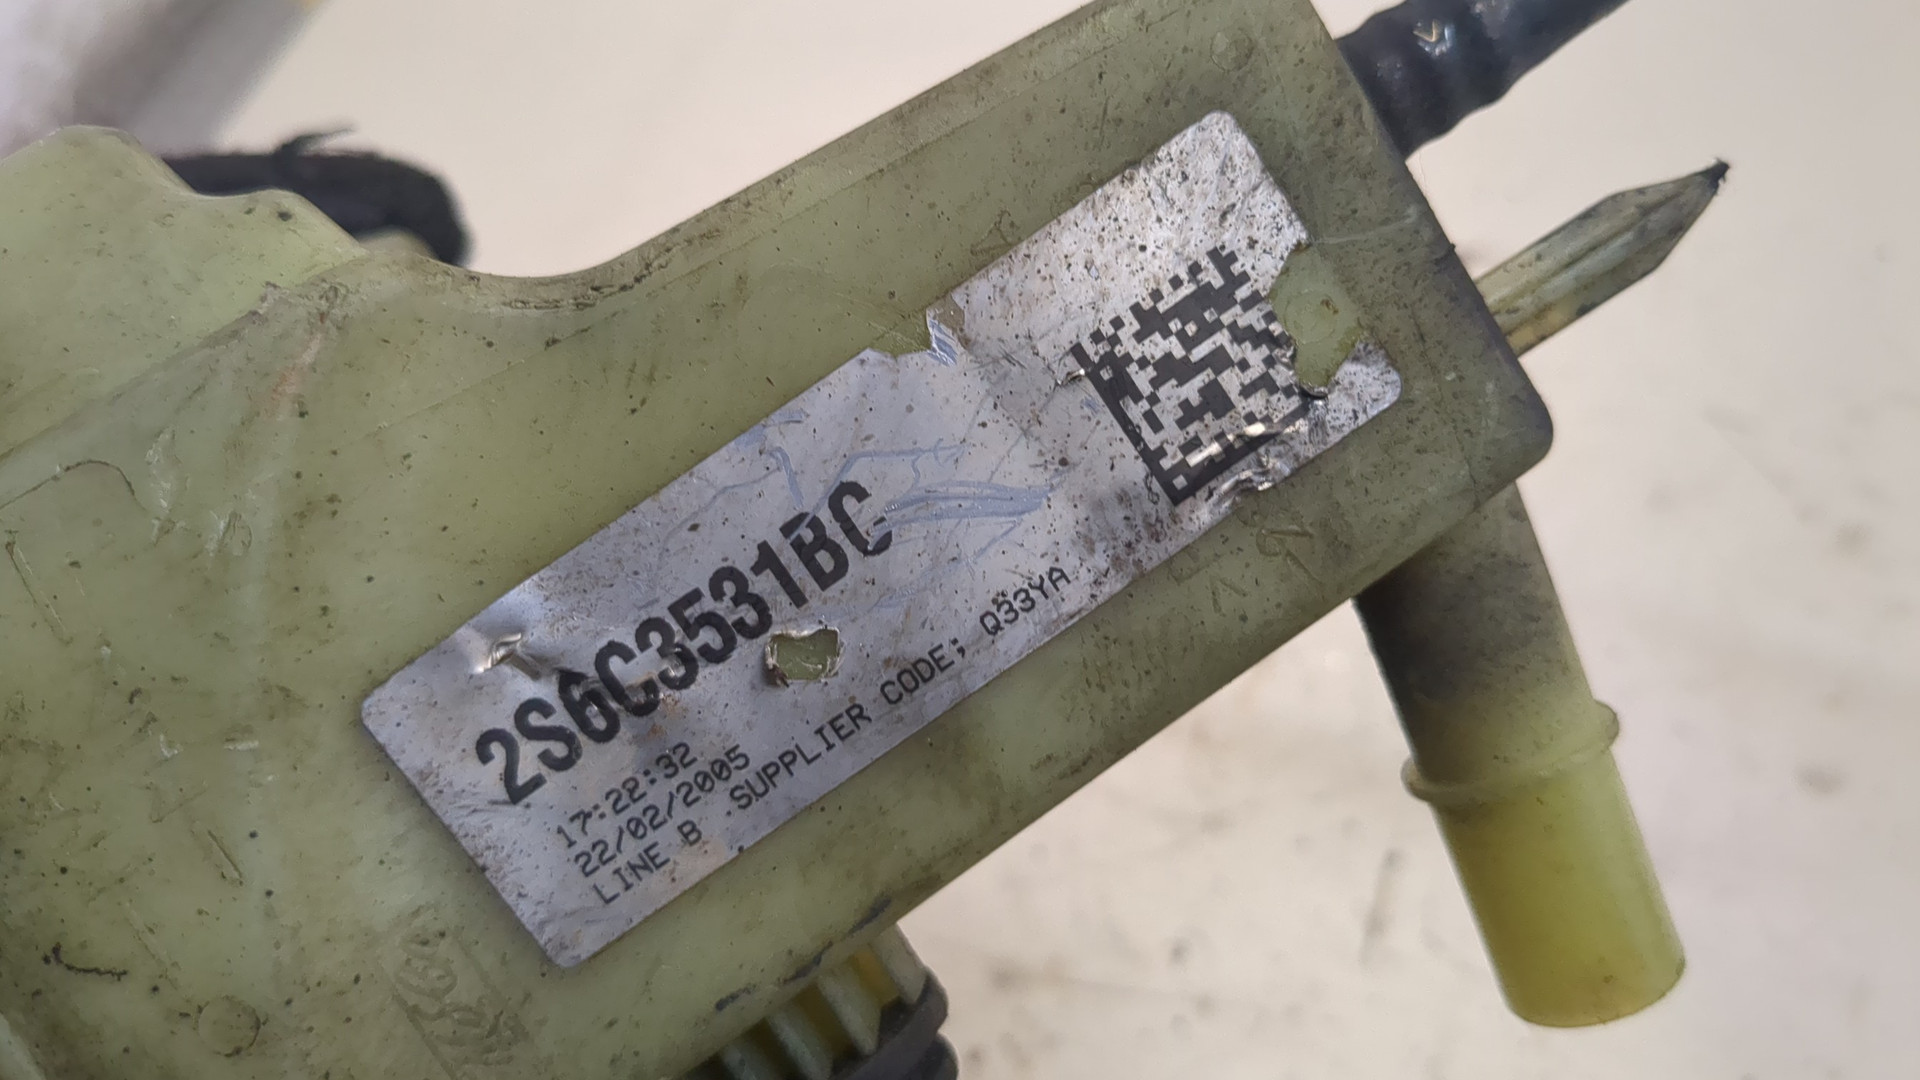 2S6C3531BC
17:22:32
22/02/2005
LINE B SUPPLIER CODE; Q33YA